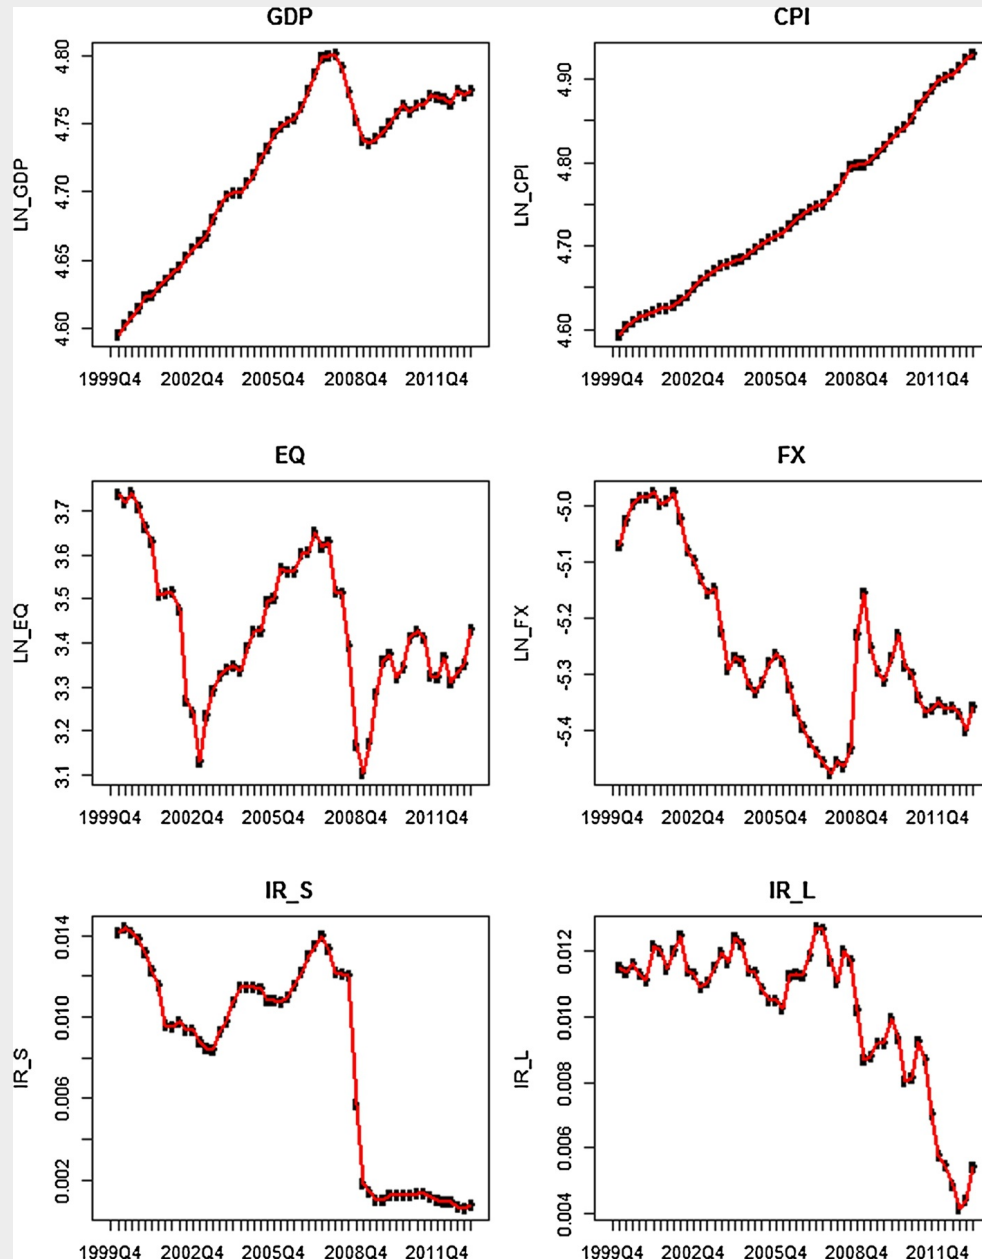 GDP
LN_GDP
4.80
4.75
4.70
4.65
4.60
1999Q4 2002Q4 2005Q4 2008Q4 2011Q4
CPI
LN_CPI
4.90
4.80
4.70
4.60
1999Q4 2002Q4 2005Q4 2008Q4 2011Q4
EQ
LN_EQ
3.7
3.6
3.5
3.4
3.3
3.2
3.1
1999Q4 2002Q4 2005Q4 2008Q4 2011Q4
FX
LN_FX
-5.0
-5.1
-5.2
-5.3
-5.4
1999Q4 2002Q4 2005Q4 2008Q4 2011Q4
IR_S
IR_S
0.014
0.010
0.006
0.002
1999Q4 2002Q4 2005Q4 2008Q4 2011Q4
IR_L
IR_L
0.012
0.010
0.008
0.006
0.004
1999Q4 2002Q4 2005Q4 2008Q4 2011Q4